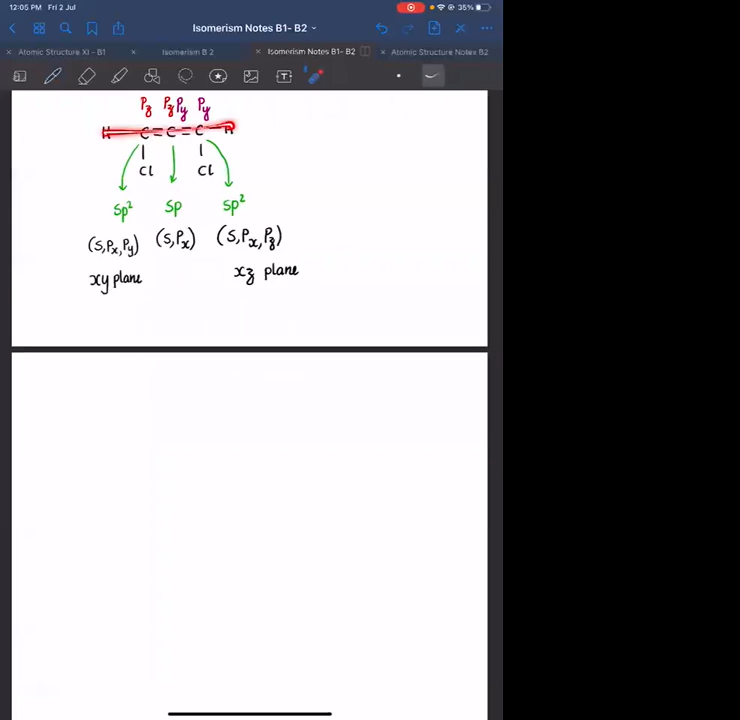 12:05 PM Fri 2 Jul 35%
Isomerism Notes B1- B2
Atomic Structure XI - B1 Isomerism B 2 Isomerism Notes B1- B2 Atomic Structure Notes B2
Pz Pz Py Py
H C = C = C H
Cl Cl
Sp² Sp Sp²
(S,Px,Py) (S,Px) (S,Px,Pz)
xy plane xz plane